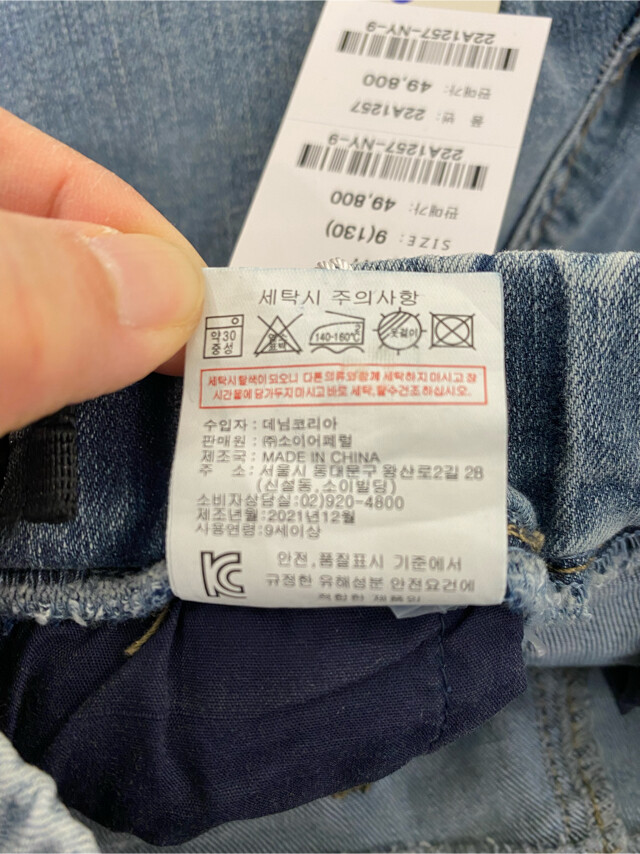 22A1257-NY-9
판매가: 49,800
품 번: 22A1257
22A1257-NY-9
판매가: 49,800
SIZE: 9(130)
세탁시 주의사항
약30
중성
140-160℃
옷걸이
세탁시 탈색이 되오니 다른의류와 함께 세탁하지 마시고 장
시간물에 담가두지 마시고 바로 세탁, 탈수건조 하십시오.
수입자 : 데님코리아
판매원 : ㈜소이어패럴
제조국 : MADE IN CHINA
주 소 : 서울시 동대문구 왕산로2길 28
(신설동, 소이빌딩)
소비자상담실:02)920-4800
제조년월:2021년12월
사용연령:9세이상
안전,품질표시 기준에서
규정한 유해성분 안전요건에
적합한 제품임